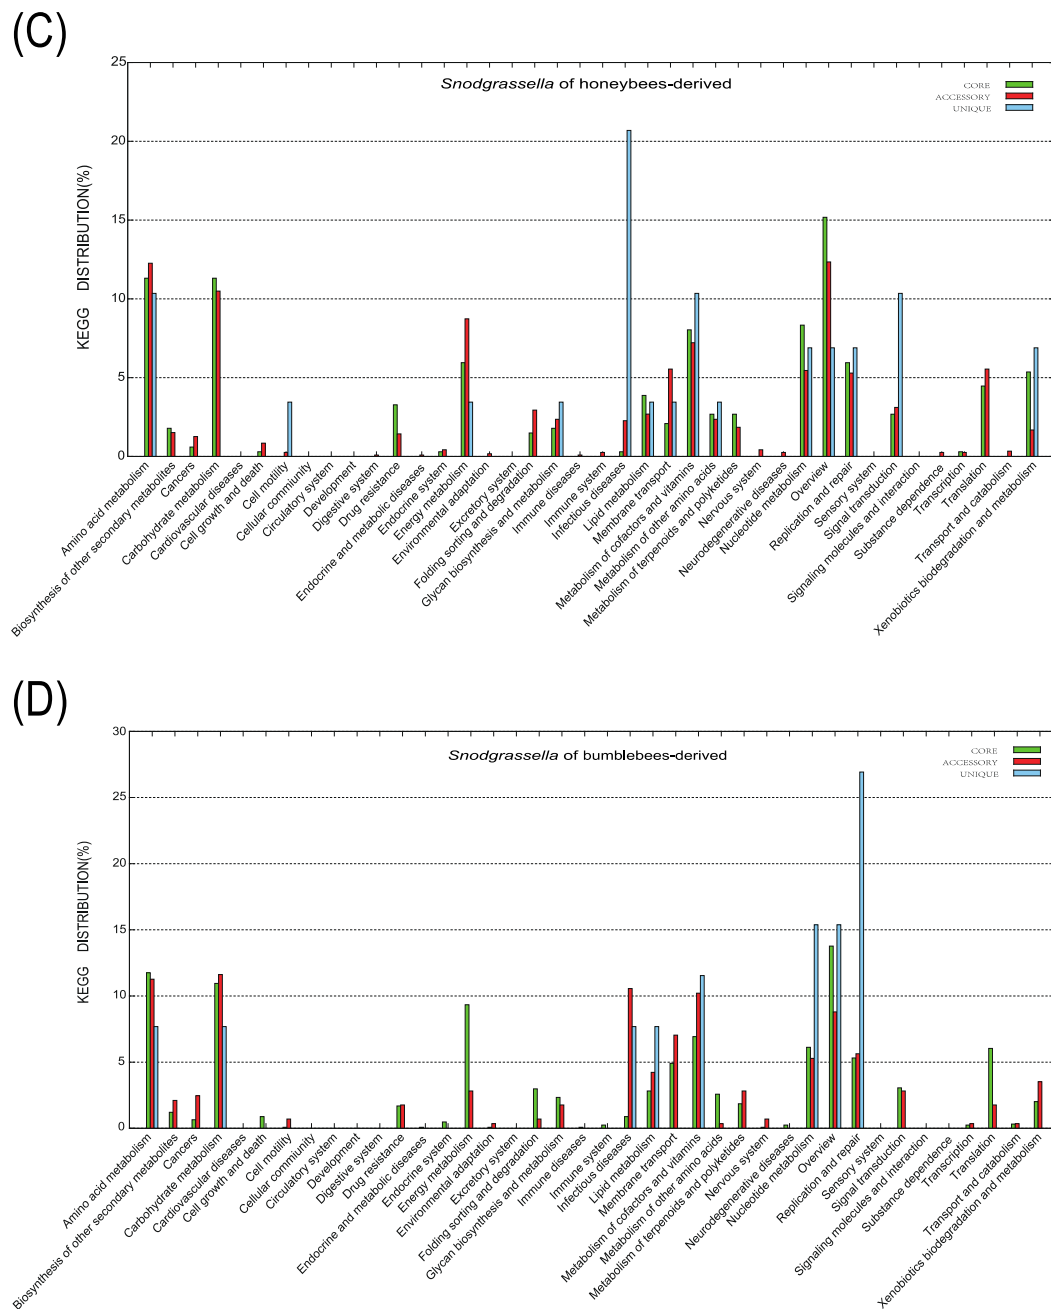 (C)
25
20
15
10
5
0
KEGG DISTRIBUTION(%)
Snodgrassella of honeybees-derived
CORE
ACCESSORY
UNIQUE
Amino acid metabolism
Biosynthesis of other secondary metabolites
Cancers
Carbohydrate metabolism
Cardiovascular diseases
Cell growth and death
Cell motility
Cellular commiunity
Circulatory system
Development
Digestive system
Drug resistance
Endocrine and metabolic diseases
Endocrine system
Energy metabolism
Environmental adaptation
Excretory system
Folding sorting and degradation
Glycan biosynthesis and metabolism
Immune diseases
Immune system
Infectious diseases
Lipid metabolism
Membrane transport
Metabolism of cofactors and vitamins
Metabolism of other amino acids
Metabolism of terpenoids and polyketides
Nervous system
Neurodegenerative diseases
Nucleotide metabolism
Overview
Replication and repair
Sensory system
Signal transduction
Signaling molecules and interaction
Substance dependence
Transcription
Translation
Transport and catabolism
Xenobiotics biodegradation and metabolism
(D)
30
25
20
15
10
5
0
KEGG DISTRIBUTION(%)
Snodgrassella of bumblebees-derived
CORE
ACCESSORY
UNIQUE
Amino acid metabolism
Biosynthesis of other secondary metabolites
Cancers
Carbohydrate metabolism
Cardiovascular diseases
Cell growth and death
Cell motility
Cellular commiunity
Circulatory system
Development
Digestive system
Drug resistance
Endocrine and metabolic diseases
Endocrine system
Energy metabolism
Environmental adaptation
Excretory system
Folding sorting and degradation
Glycan biosynthesis and metabolism
Immune diseases
Immune system
Infectious diseases
Lipid metabolism
Membrane transport
Metabolism of cofactors and vitamins
Metabolism of other amino acids
Metabolism of terpenoids and polyketides
Nervous system
Neurodegenerative diseases
Nucleotide metabolism
Overview
Replication and repair
Sensory system
Signal transduction
Signaling molecules and interaction
Substance dependence
Transcription
Translation
Transport and catabolism
Xenobiotics biodegradation and metabolism